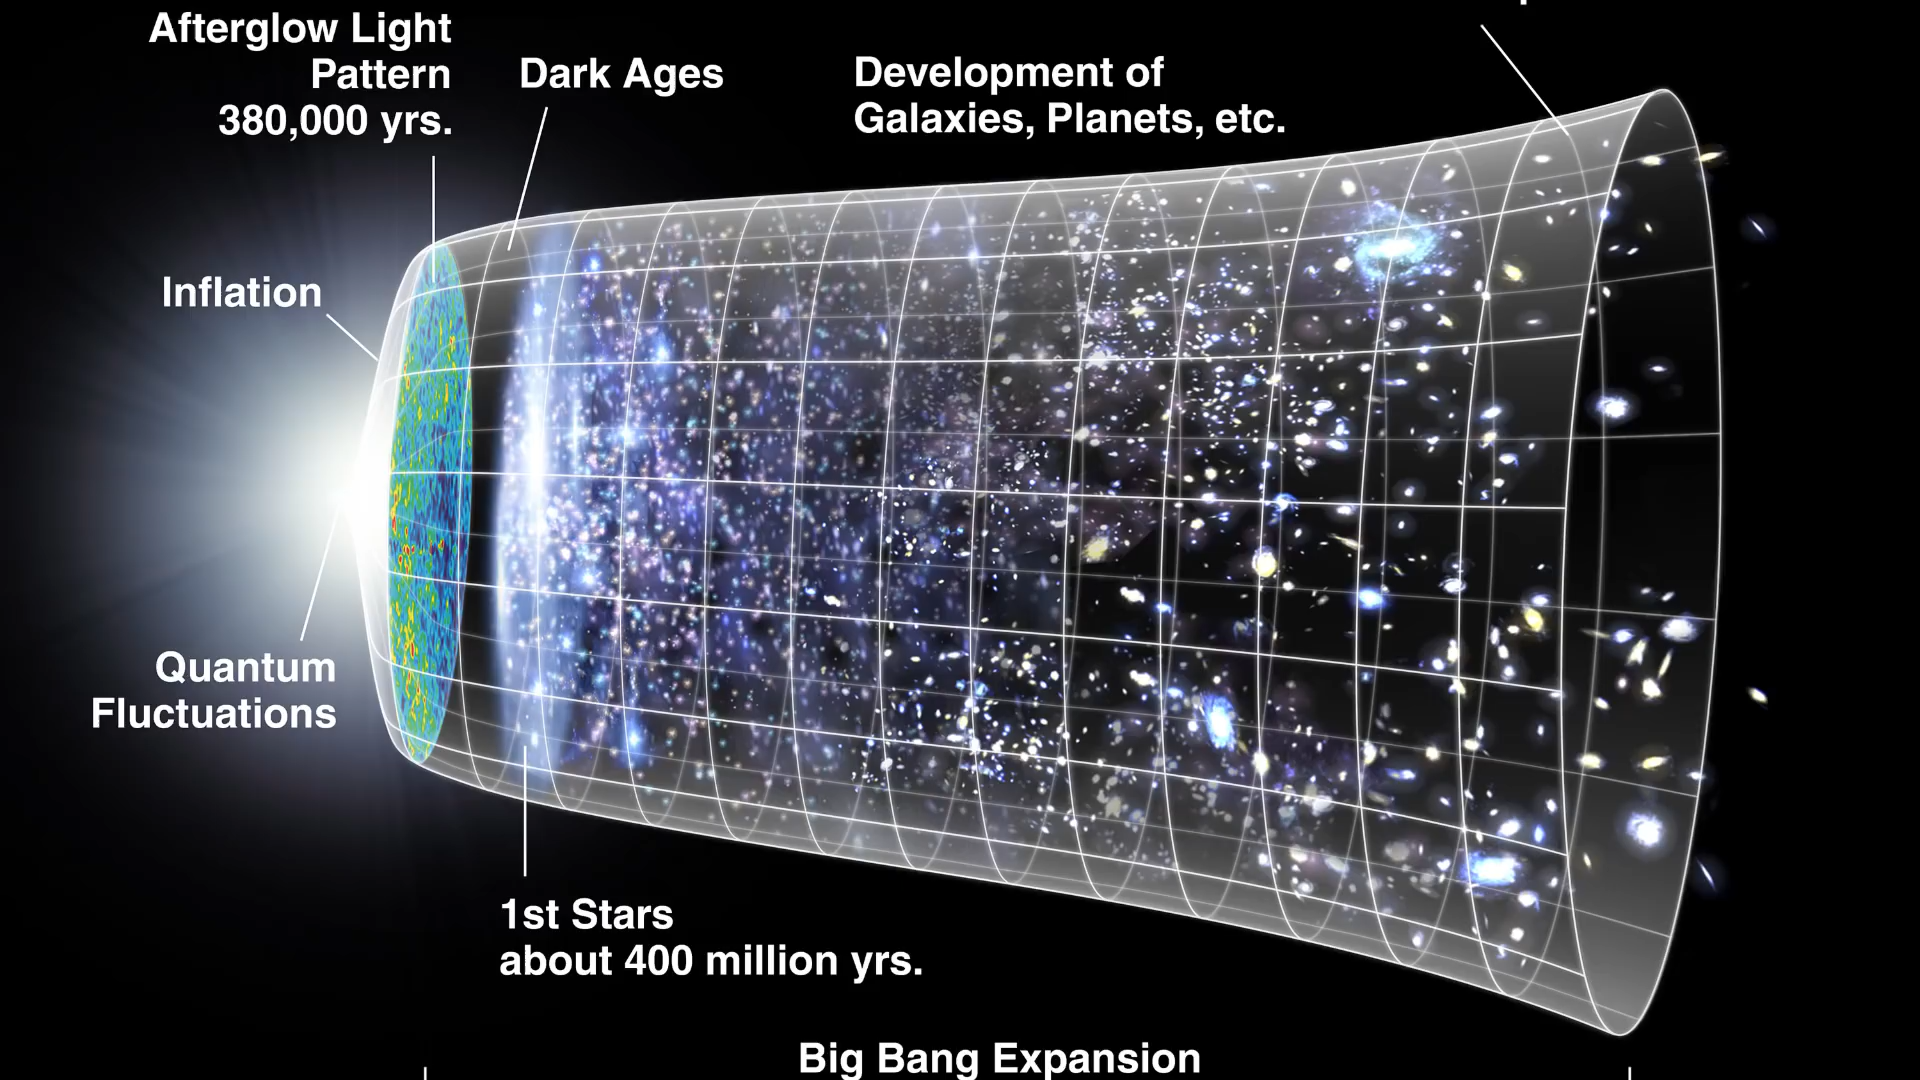 Afterglow Light
Pattern
380,000 yrs.
Dark Ages
Development of
Galaxies, Planets, etc.
Inflation
Quantum
Fluctuations
1st Stars
about 400 million yrs.
Big Bang Expansion